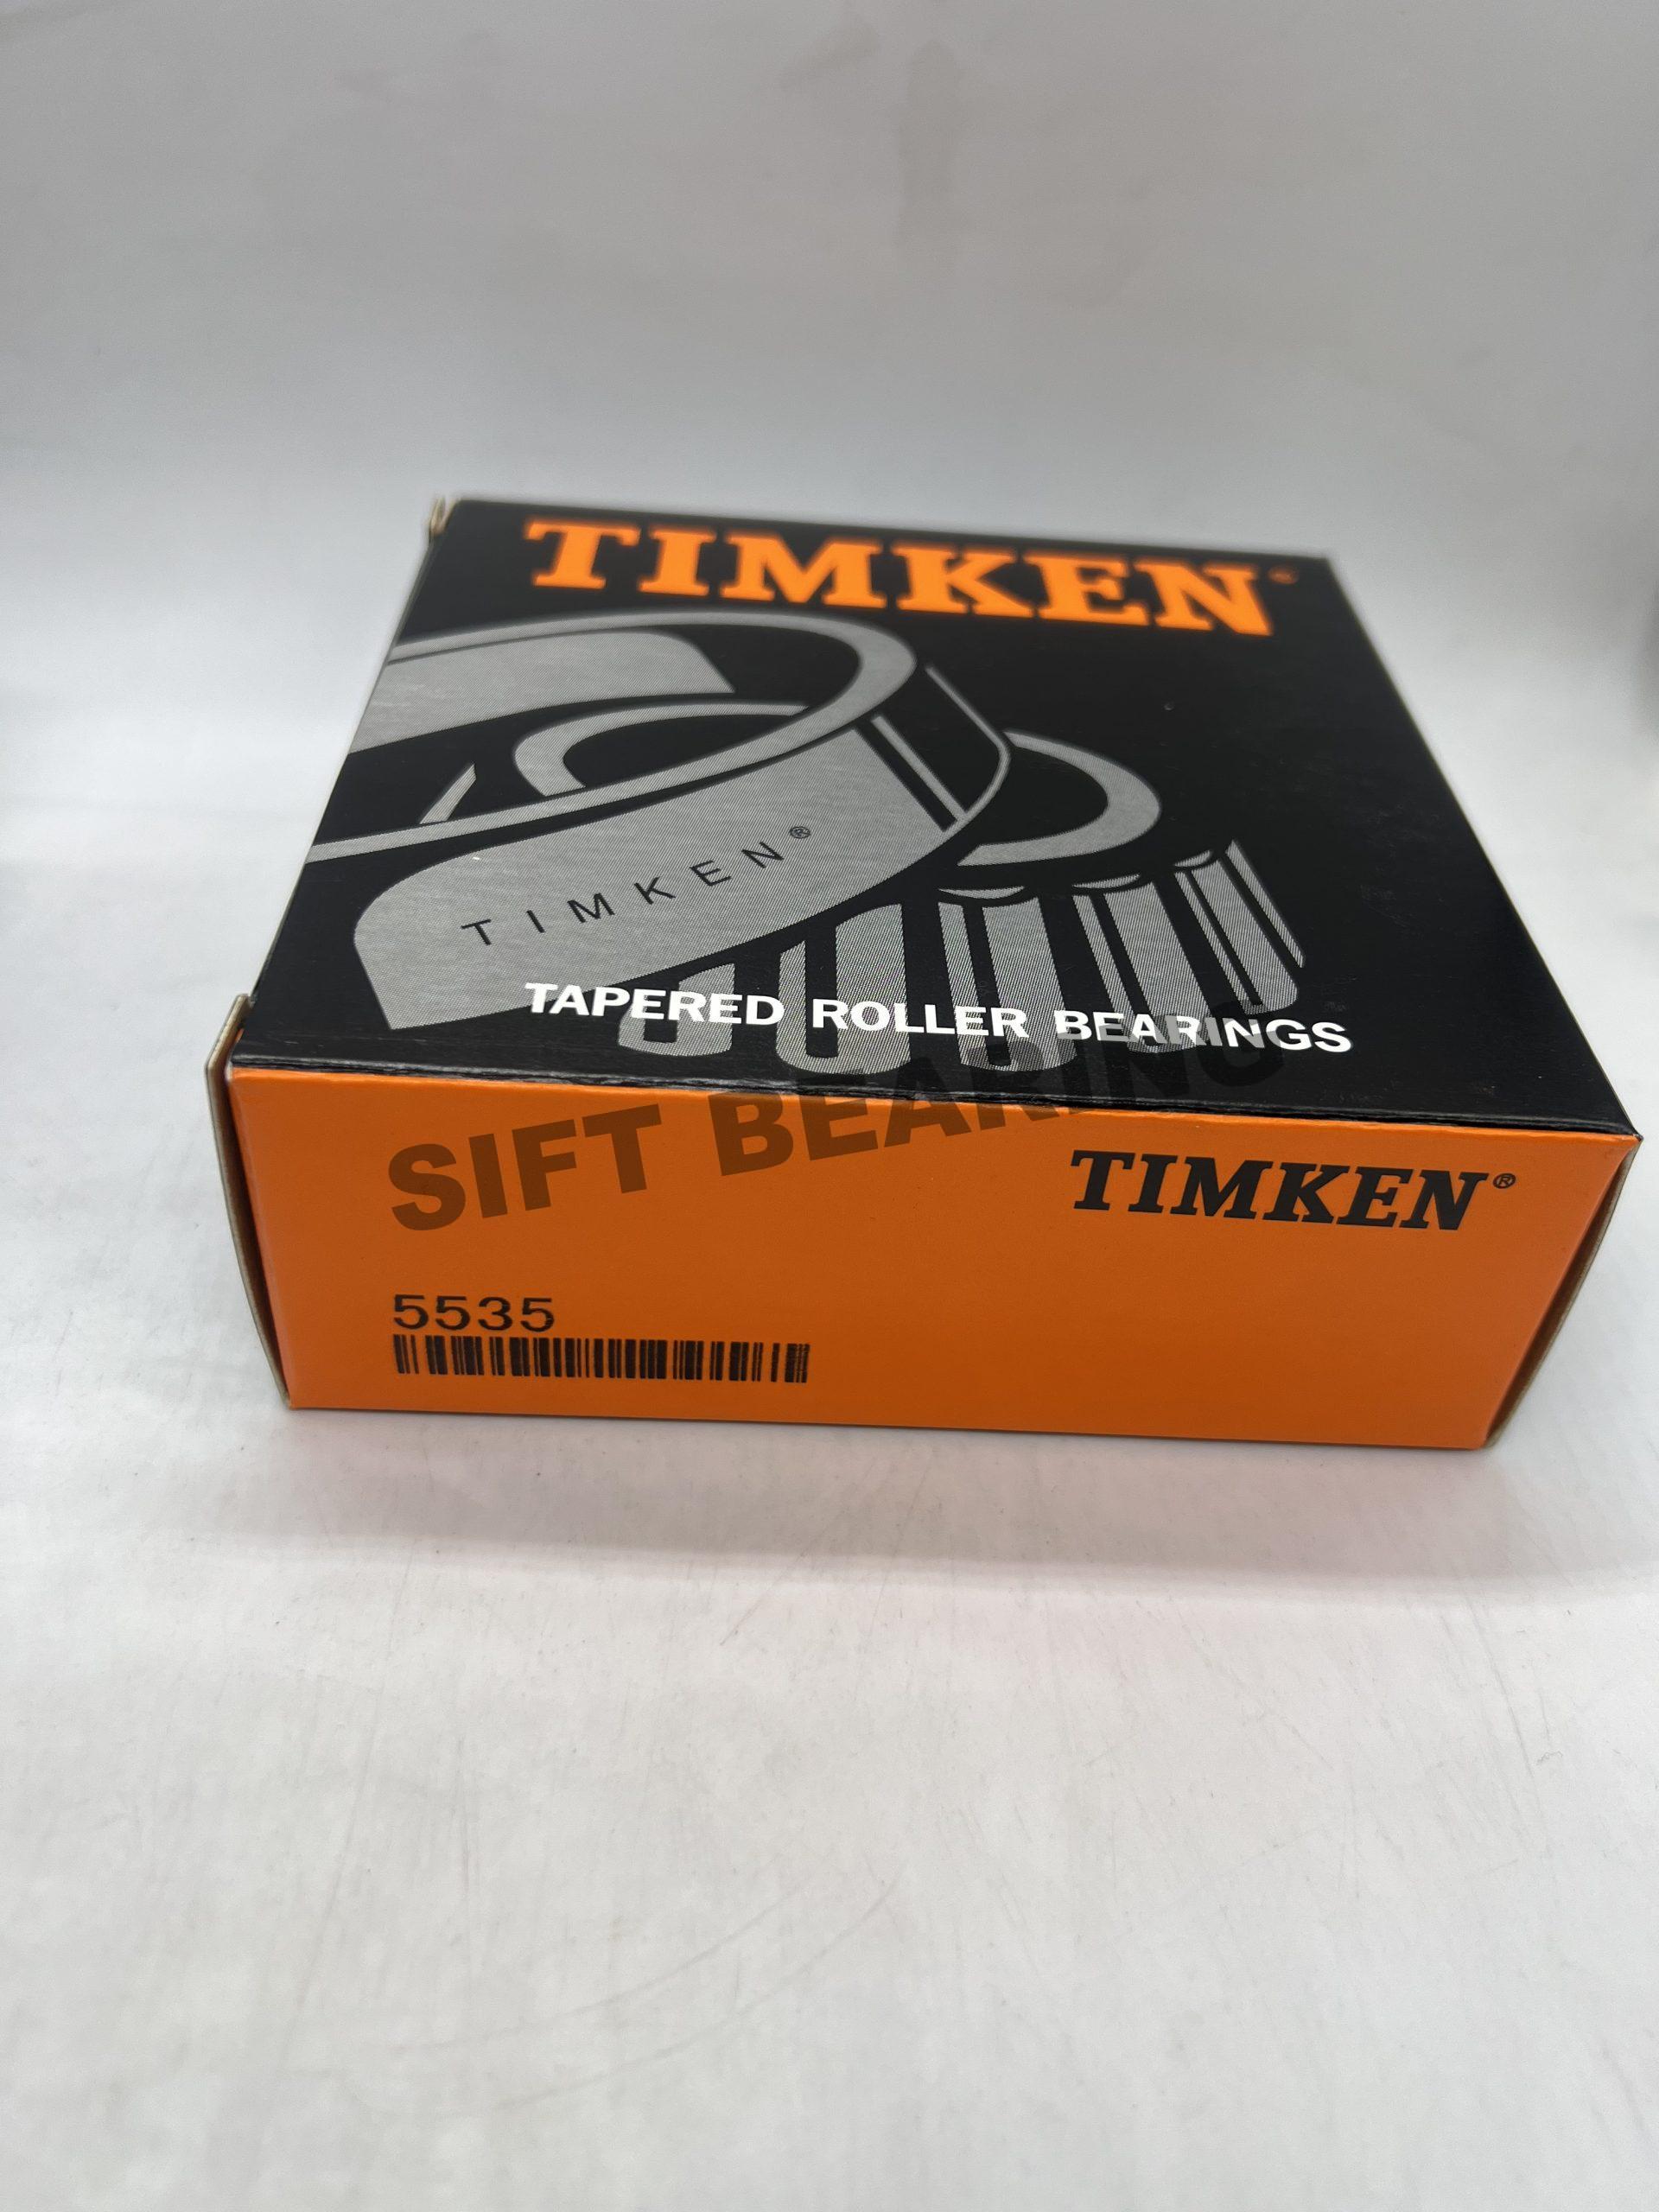 TIMKEN®
TIMKEN®
TAPERED ROLLER BEARINGS
SIFT BEARING
TIMKEN®
5535